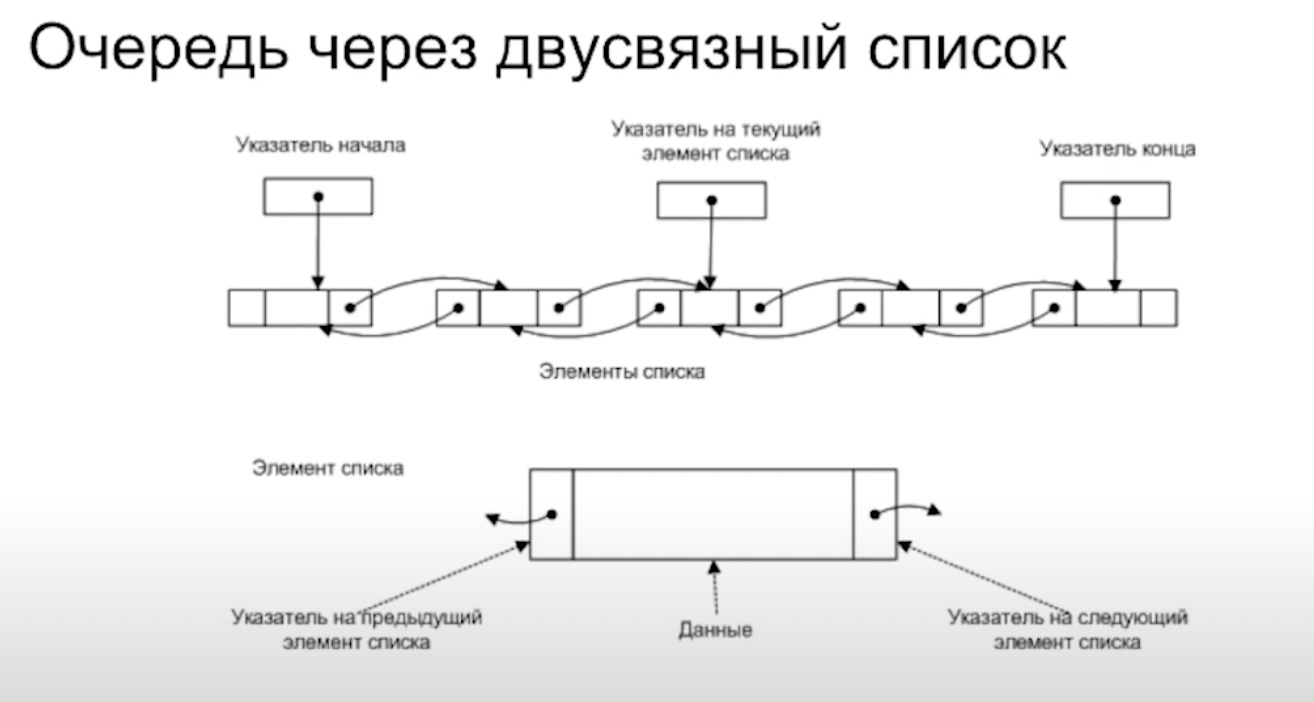 Очередь через двусвязный список
Указатель начала
Указатель на текущий
элемент списка
Указатель конца
Элементы списка
Элемент списка
Указатель на предыдущий
элемент списка
Данные
Указатель на следующий
элемент списка